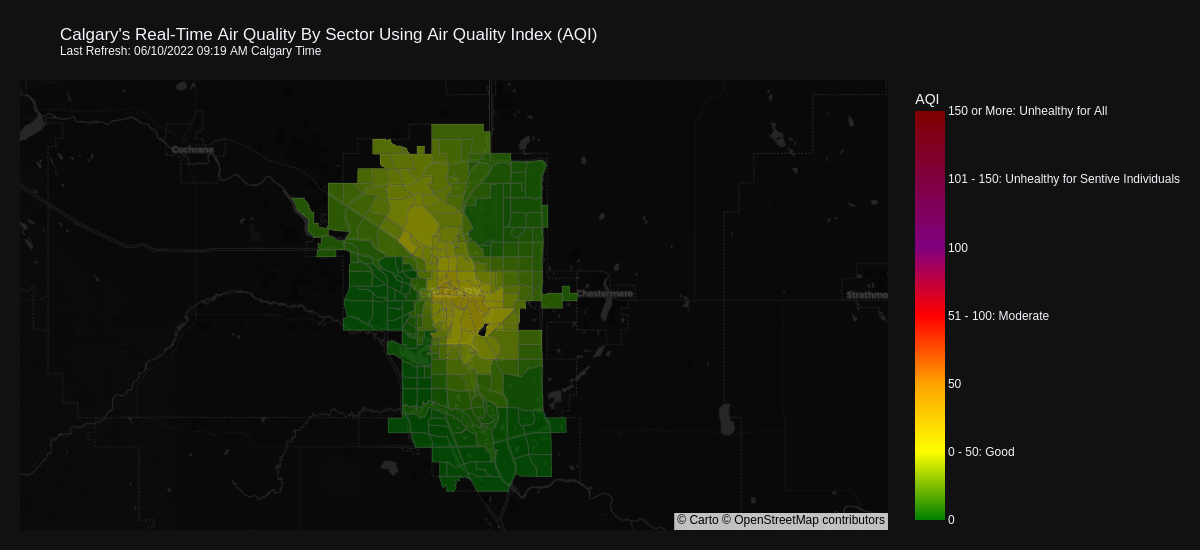 Calgary's Real-Time Air Quality By Sector Using Air Quality Index (AQI)
Last Refresh: 06/10/2022 09:19 AM Calgary Time
AQI
150 or More: Unhealthy for All
Cochrane
101 - 150: Unhealthy for Sentive Individuals
100
Chestermere
Strathmo
51 - 100: Moderate
50
0 - 50: Good
0
© Carto © OpenStreetMap contributors